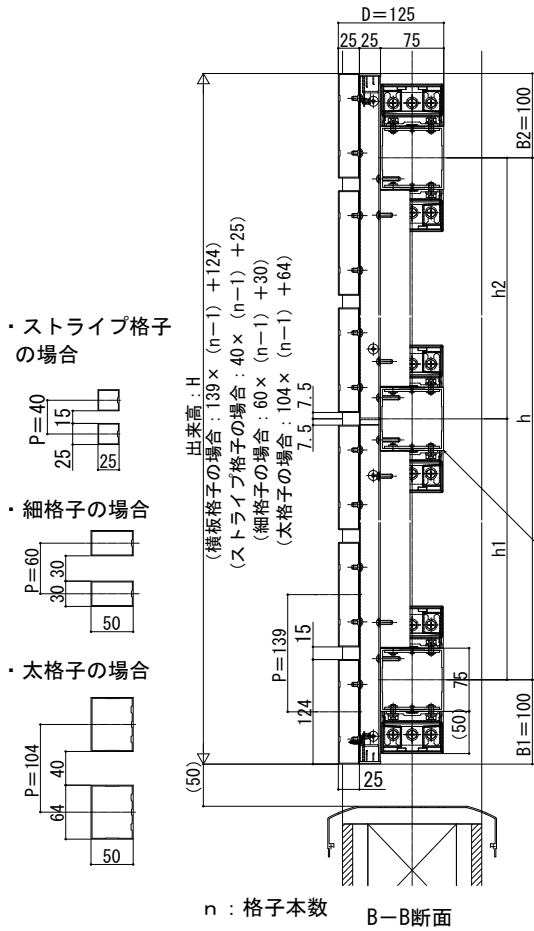 D=125
25 25 75
B2=100
h2
h
h1
B1=100
出来高:H
(横板格子の場合:139×(n-1)+124)
(ストライプ格子の場合:40×(n-1)+25)
(細格子の場合:60×(n-1)+30)
(太格子の場合:104×(n-1)+64)
7.5
7.5
P=139
15
124
75
(50)
(50)
25
・ストライプ格子
の場合
P=40
15
25
25
・細格子の場合
P=60
30
30
50
・太格子の場合
P=104
40
64
50
n:格子本数
B-B断面